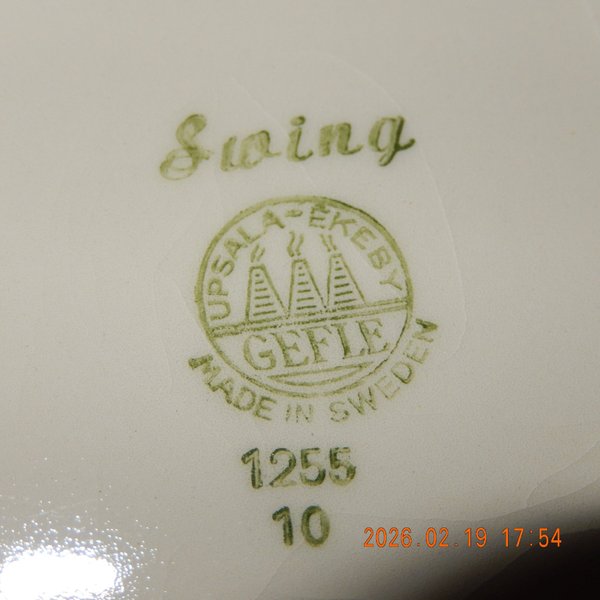 Swing
UPSALA-EKEBY
GEFLE
MADE IN SWEDEN
1255
10
2026.02.19 17:54